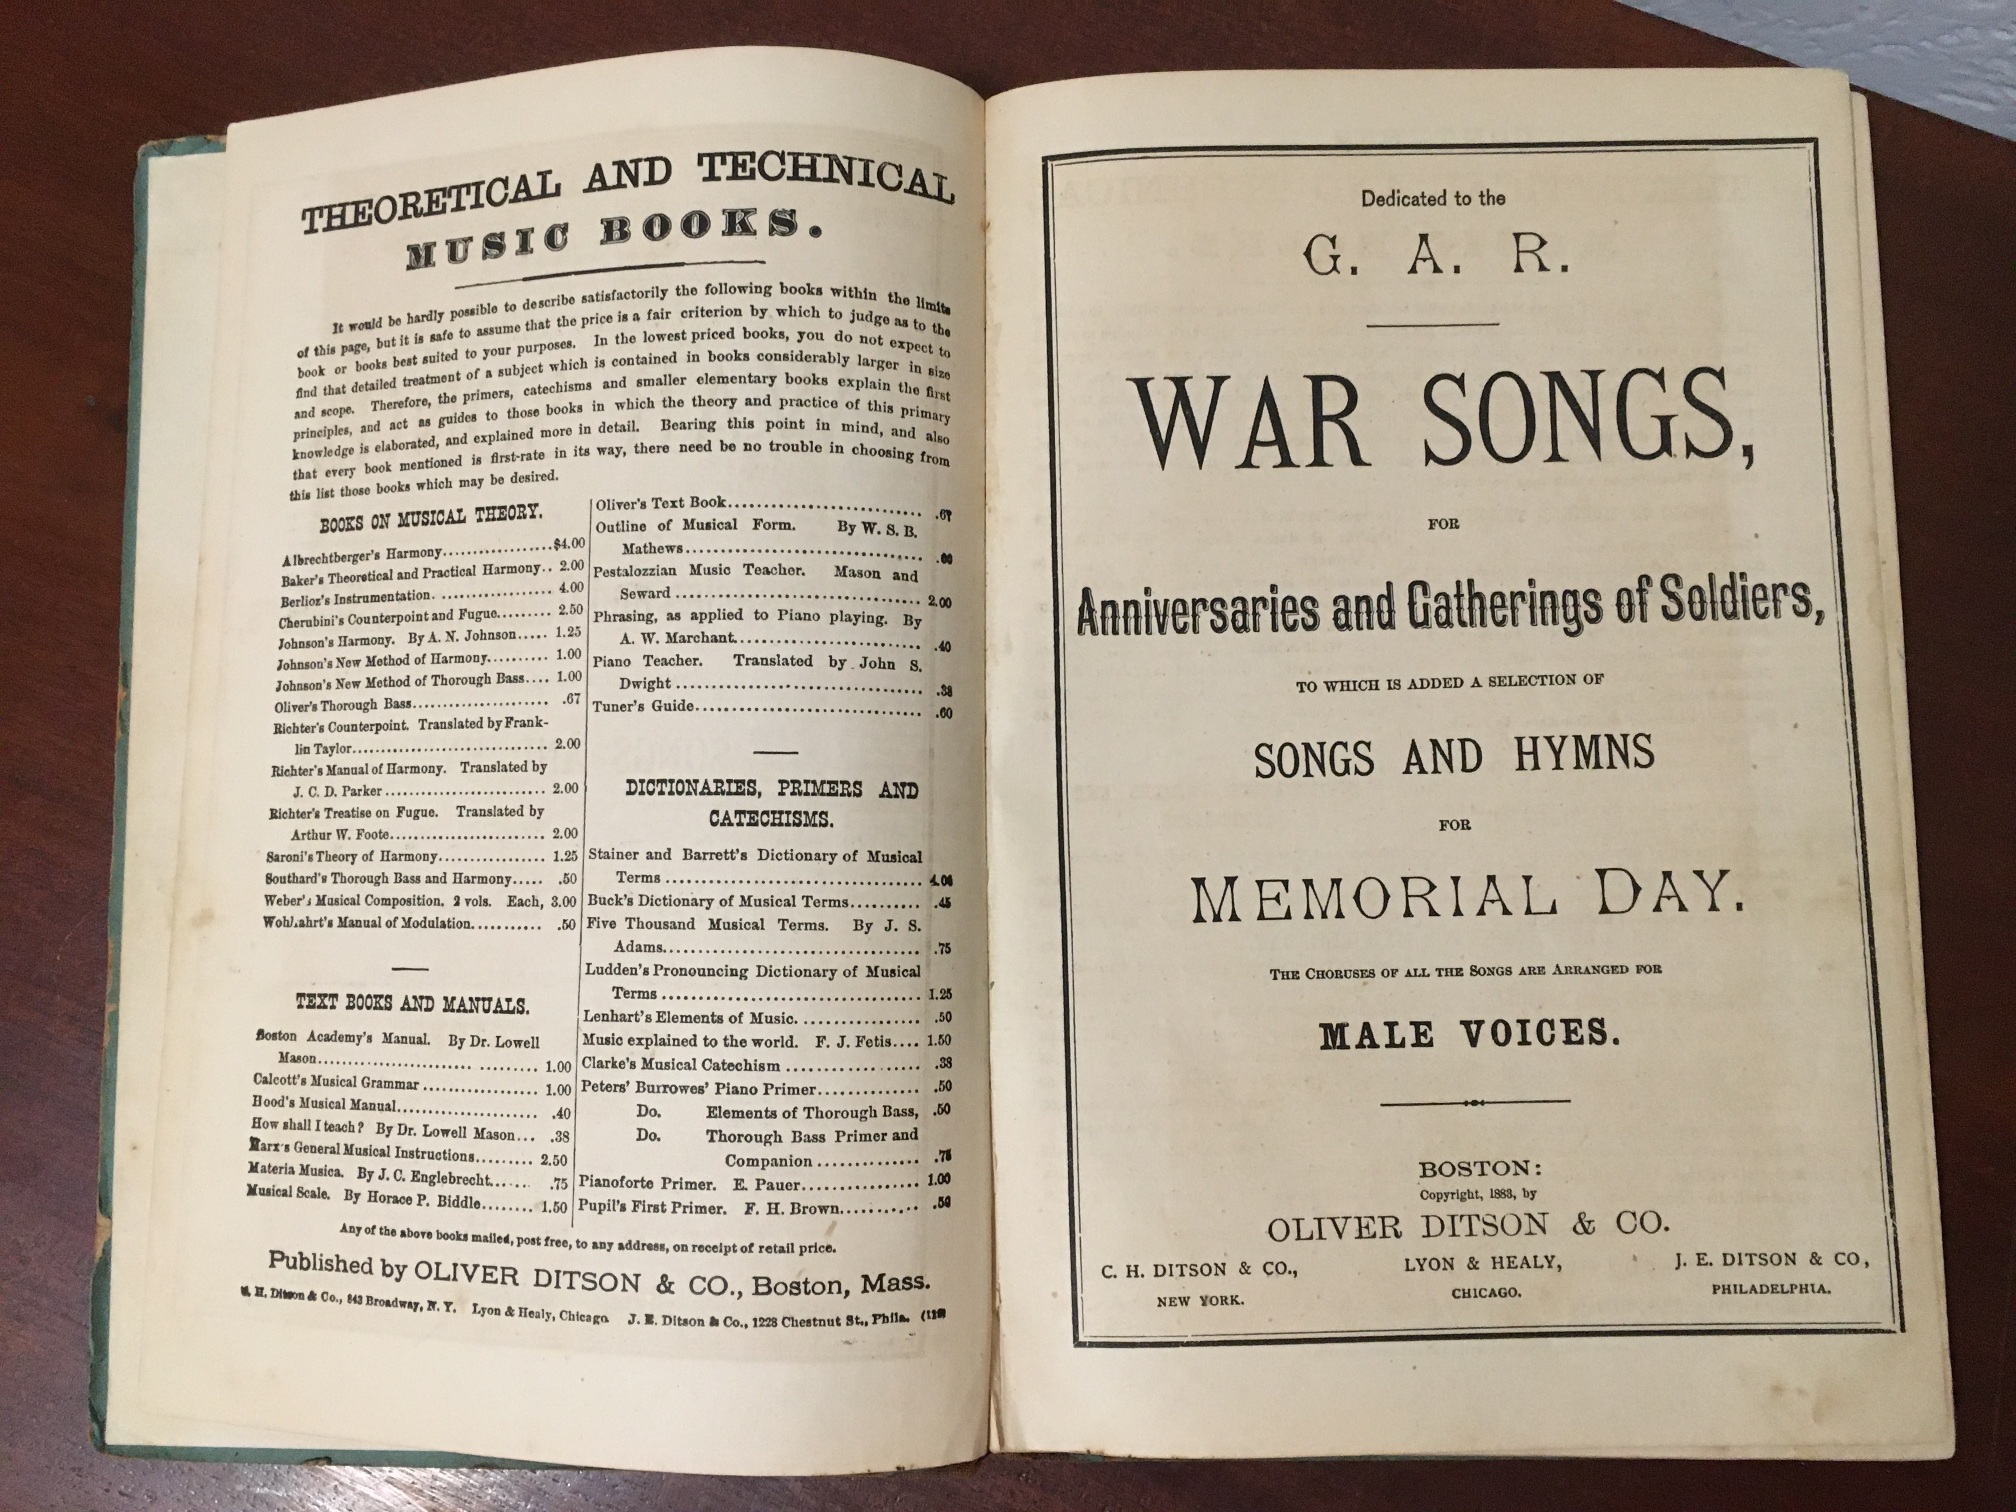 THEORETICAL AND TECHNICAL
MUSIC BOOKS.
It would be hardly possible to describe satisfactorily the following books within the limits
of this page, but it is safe to assume that the price is a fair criterion by which to judge as to the
book or books best suited to your purposes. In the lowest priced books, you do not expect to
find that detailed treatment of a subject which is contained in books considerably larger in size
and scope. Therefore, the primers, catechisms and smaller elementary books explain the first
principles, and act as guides to those books in which the theory and practice of this primary
knowledge is elaborated, and explained more in detail. Bearing this point in mind, and also
that every book mentioned is first-rate in its way, there need be no trouble in choosing from
this list those books which may be desired.
BOOKS ON MUSICAL THEORY.
Albrechtberger's Harmony..................$4.00
Baker's Theoretical and Practical Harmony.. 2.00
Berlioz's Instrumentation. .................. 4.00
Cherubini's Counterpoint and Fugue........ 2.50
Johnson's Harmony. By A. N. Johnson..... 1.25
Johnson's New Method of Harmony.......... 1.00
Johnson's New Method of Thorough Bass.... 1.00
Oliver's Thorough Bass...................... .67
Richter's Counterpoint. Translated by Frank-
lin Taylor................................ 2.00
Richter's Manual of Harmony. Translated by
J. C. D. Parker .......................... 2.00
Richter's Treatise on Fugue. Translated by
Arthur W. Foote......................... 2.00
Saroni's Theory of Harmony................. 1.25
Southard's Thorough Bass and Harmony..... .50
Weber's Musical Composition. 2 vols. Each, 3.00
Wohlfahrt's Manual of Modulation........... .50
TEXT BOOKS AND MANUALS.
Boston Academy's Manual. By Dr. Lowell
Mason...................................... 1.00
Calcott's Musical Grammar .................. 1.00
Hood's Musical Manual...................... .40
How shall I teach? By Dr. Lowell Mason... .38
Marx's General Musical Instructions......... 2.50
Materia Musica. By J. C. Englebrecht...... .75
Musical Scale. By Horace P. Biddle........ 1.50
Oliver's Text Book............................. .67
Outline of Musical Form. By W. S. B.
Mathews......................................
Pestalozzian Music Teacher. Mason and
Seward ....................................... 2.00
Phrasing, as applied to Piano playing. By
A. W. Marchant............................. .40
Piano Teacher. Translated by John S.
Dwight ...................................... .38
Tuner's Guide.................................. .60
DICTIONARIES, PRIMERS AND
CATECHISMS.
Stainer and Barrett's Dictionary of Musical
Terms ........................................ 4.00
Buck's Dictionary of Musical Terms.......... .45
Five Thousand Musical Terms. By J. S.
Adams........................................ .75
Ludden's Pronouncing Dictionary of Musical
Terms ........................................ 1.25
Lenhart's Elements of Music. ................. .50
Music explained to the world. F. J. Fetis.... 1.50
Clarke's Musical Catechism ................... .38
Peters' Burrowes' Piano Primer............... .50
Do. Elements of Thorough Bass, .50
Do. Thorough Bass Primer and
Companion ............... .75
Pianoforte Primer. E. Pauer.................. 1.00
Pupil's First Primer. F. H. Brown............ .50
Any of the above books mailed, post free, to any address, on receipt of retail price.
Published by OLIVER DITSON & CO., Boston, Mass.
C. H. Ditson & Co., 843 Broadway, N. Y. Lyon & Healy, Chicago. J. E. Ditson & Co., 1228 Chestnut St., Phila.
Dedicated to the
G. A. R.
WAR SONGS,
FOR
Anniversaries and Gatherings of Soldiers,
TO WHICH IS ADDED A SELECTION OF
SONGS AND HYMNS
FOR
MEMORIAL DAY.
THE CHORUSES OF ALL THE SONGS ARE ARRANGED FOR
MALE VOICES.
BOSTON:
Copyright, 1883, by
OLIVER DITSON & CO.
C. H. DITSON & CO., LYON & HEALY, J. E. DITSON & CO,
NEW YORK. CHICAGO. PHILADELPHIA.